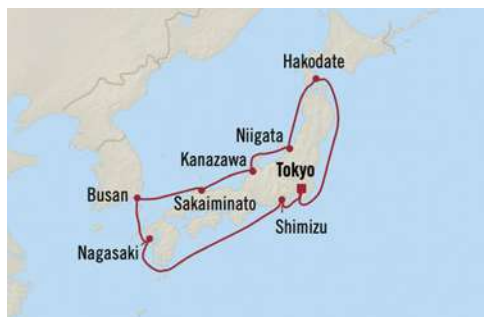 Hakodate
Niigata
Kanazawa
Tokyo
Busan
Sakaiminato
Shimizu
Nagasaki